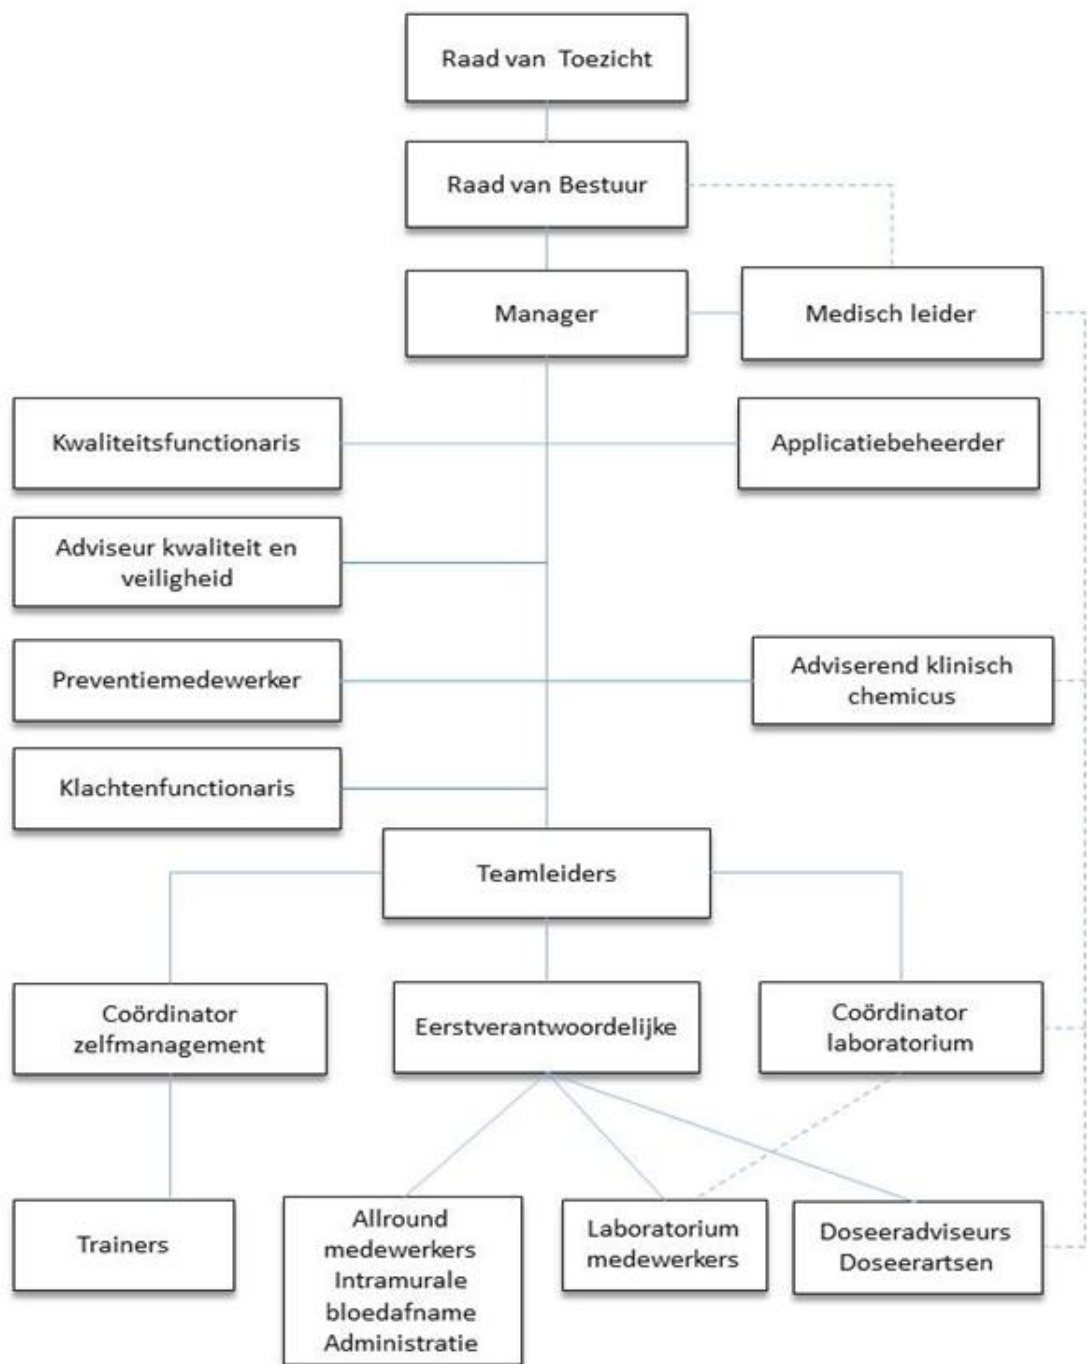 Raad van Toezicht
Raad van Bestuur
Manager
Medisch leider
Kwaliteitsfunctionaris
Applicatiebeheerder
Adviseur kwaliteit en
veiligheid
Preventiemedewerker
Adviserend klinisch
chemicus
Klachtenfunctionaris
Teamleiders
Coördinator
zelfmanagement
Eerstverantwoordelijke
Coördinator
laboratorium
Trainers
Allround
medewerkers
Intramurale
bloedafname
Administratie
Laboratorium
medewerkers
Doseeradviseurs
Doseerartsen